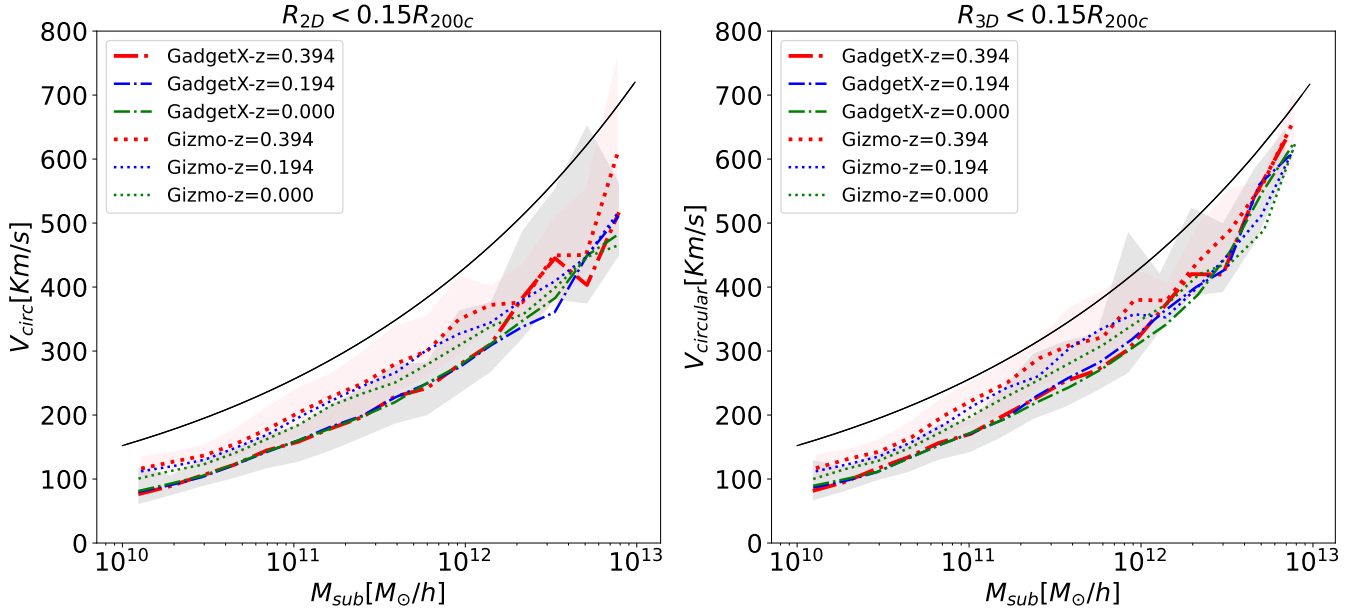 R_{2D} < 0.15R_{200c}
800
700
600
500
400
300
200
100
0
V_{circ}[Km/s]
GadgetX-z=0.394
GadgetX-z=0.194
GadgetX-z=0.000
Gizmo-z=0.394
Gizmo-z=0.194
Gizmo-z=0.000
10^{10}
10^{11}
10^{12}
10^{13}
M_{sub}[M_⊙/h]
R_{3D} < 0.15R_{200c}
800
700
600
500
400
300
200
100
0
V_{circular}[Km/s]
GadgetX-z=0.394
GadgetX-z=0.194
GadgetX-z=0.000
Gizmo-z=0.394
Gizmo-z=0.194
Gizmo-z=0.000
10^{10}
10^{11}
10^{12}
10^{13}
M_{sub}[M_⊙/h]